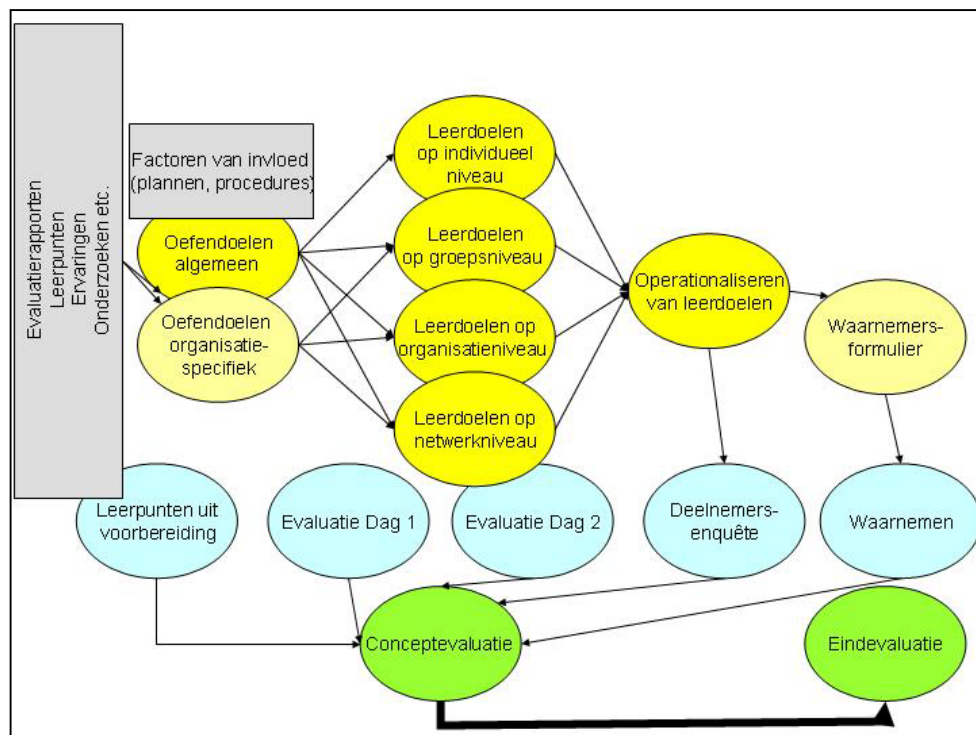 Evaluatierapporten
Leerpunten
Ervaringen
Onderzoeken etc.
Factoren van invloed
(plannen, procedures)
Oefendoelen
algemeen
Oefendoelen
organisatie-
specifiek
Leerdoelen
op individueel
niveau
Leerdoelen
op groepsniveau
Leerdoelen op
organisatieniveau
Leerdoelen op
netwerkniveau
Operationaliseren
van leerdoelen
Waarnemers-
formulier
Leerpunten uit
voorbereiding
Evaluatie Dag 1
Evaluatie Dag 2
Deelnemers-
enquête
Waarnemen
Conceptevaluatie
Eindevaluatie